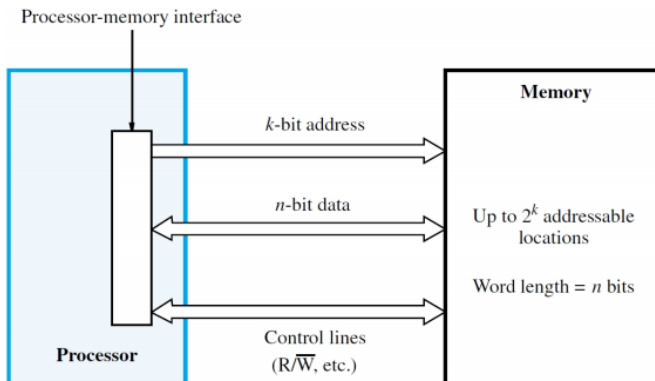 Processor-memory interface
Memory
k-bit address
n-bit data
Up to 2ᵏ addressable
locations
Word length = n bits
Control lines
(R/W̅, etc.)
Processor